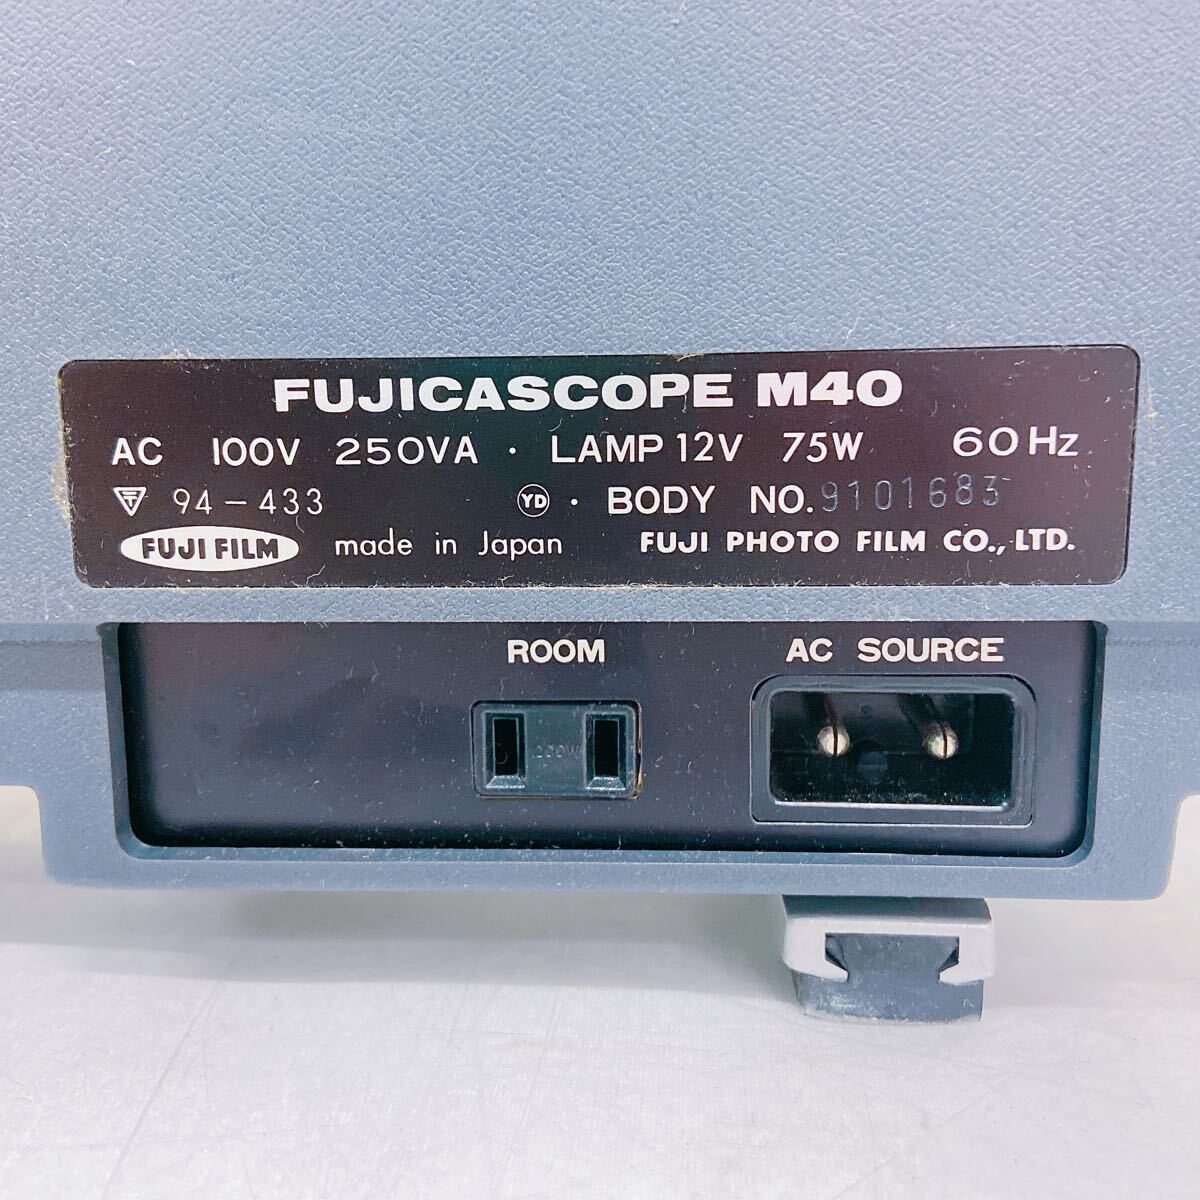 FUJICASCOPE M40
AC 100V 250VA · LAMP 12V 75W 60Hz
94-433 YD · BODY NO. 9101683
FUJI FILM made in Japan FUJI PHOTO FILM CO., LTD.
ROOM AC SOURCE
200W